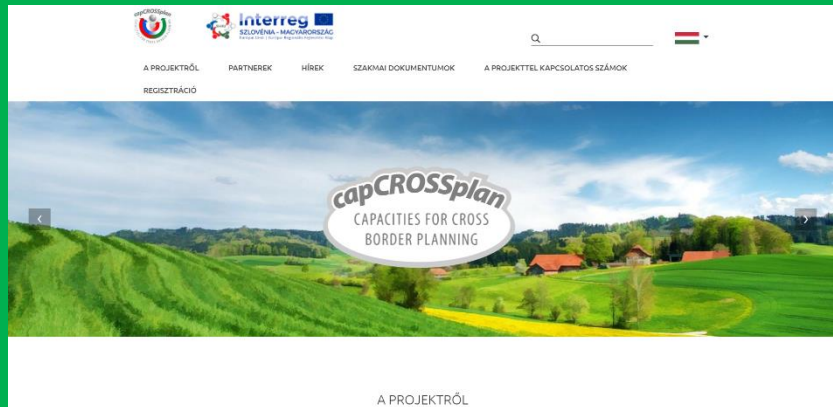 capCROSSplan
Interreg
SZLOVÉNIA - MAGYARORSZÁG
A PROJEKTRŐL
PARTNEREK
HÍREK
SZAKMAI DOKUMENTUMOK
A PROJEKTTEL KAPCSOLATOS SZÁMOK
REGISZTRÁCIÓ
capCROSSplan
CAPACITIES FOR CROSS
BORDER PLANNING
A PROJEKTRŐL